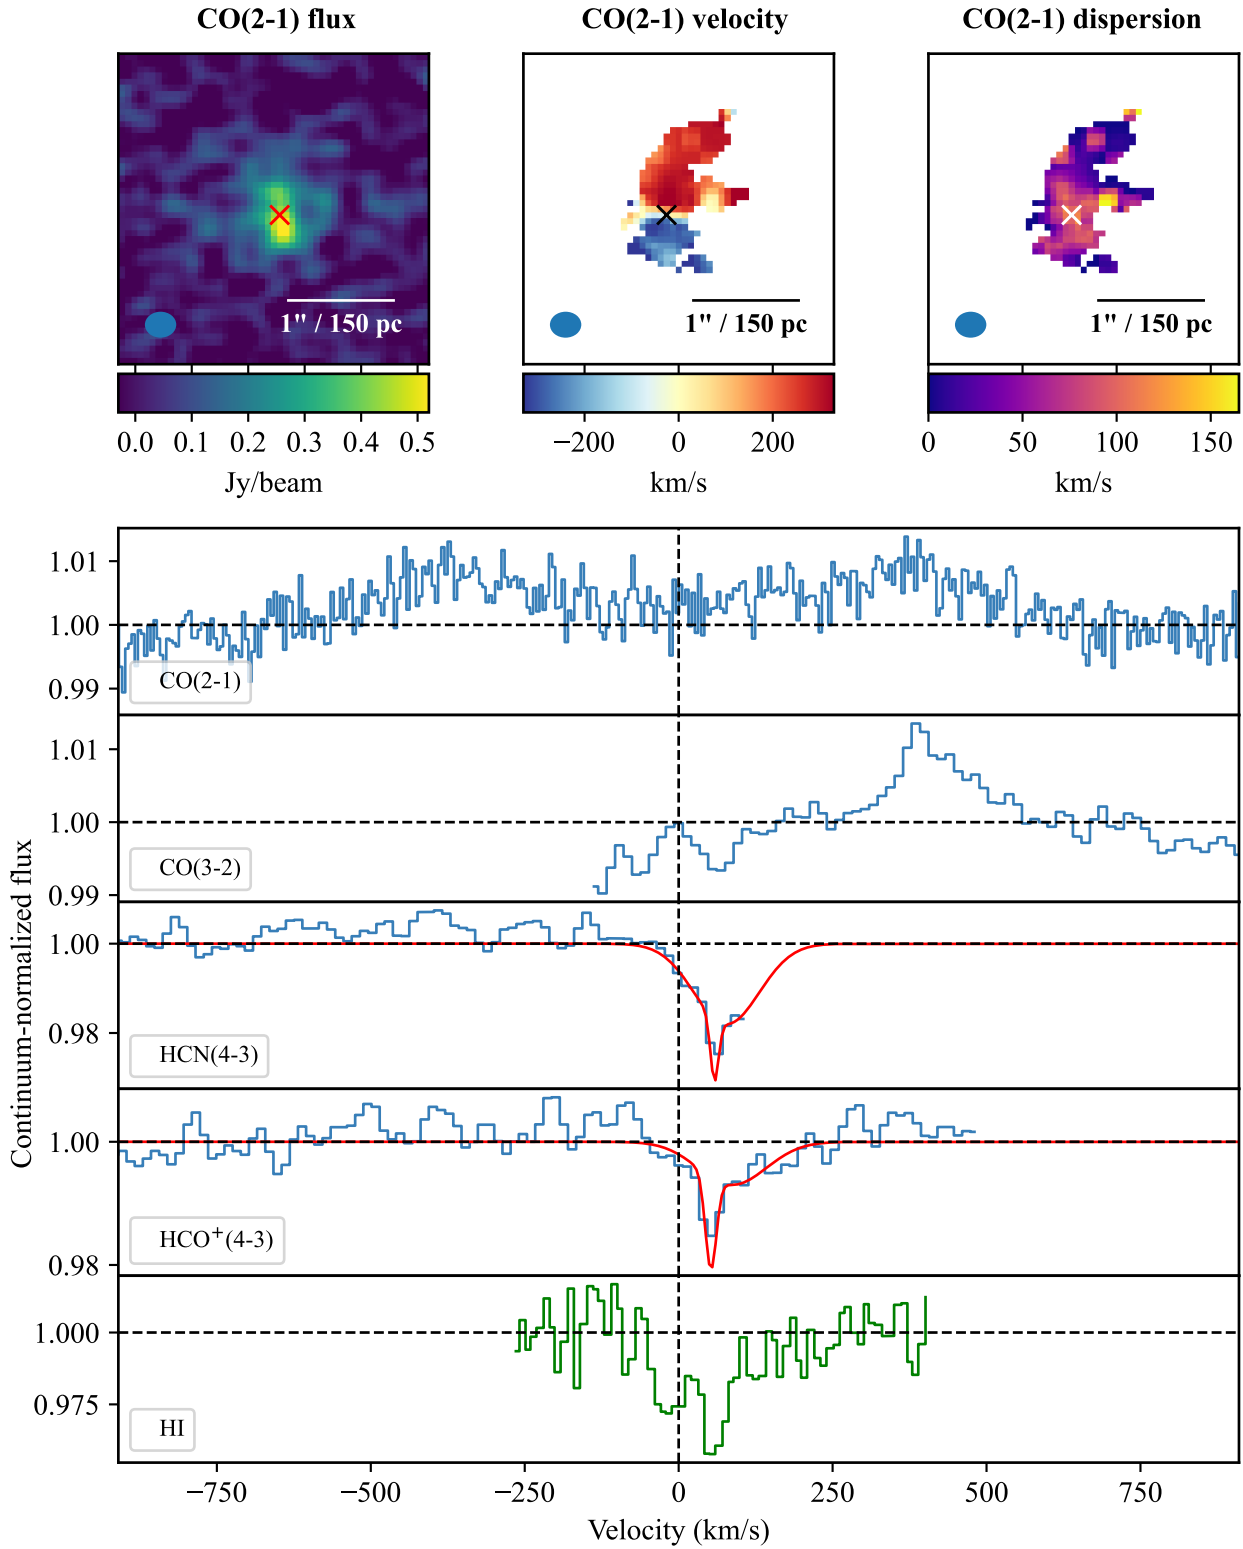 CO(2-1) flux CO(2-1) velocity CO(2-1) dispersion
1" / 150 pc 1" / 150 pc 1" / 150 pc
0.0 0.1 0.2 0.3 0.4 0.5 −200 0 200 0 50 100 150
Jy/beam km/s km/s
1.01
1.00
0.99
CO(2-1)
1.01
1.00
0.99
CO(3-2)
1.00
0.98
HCN(4-3)
1.00
0.98
HCO⁺(4-3)
1.000
0.975
HI
Continuum-normalized flux
−750 −500 −250 0 250 500 750
Velocity (km/s)